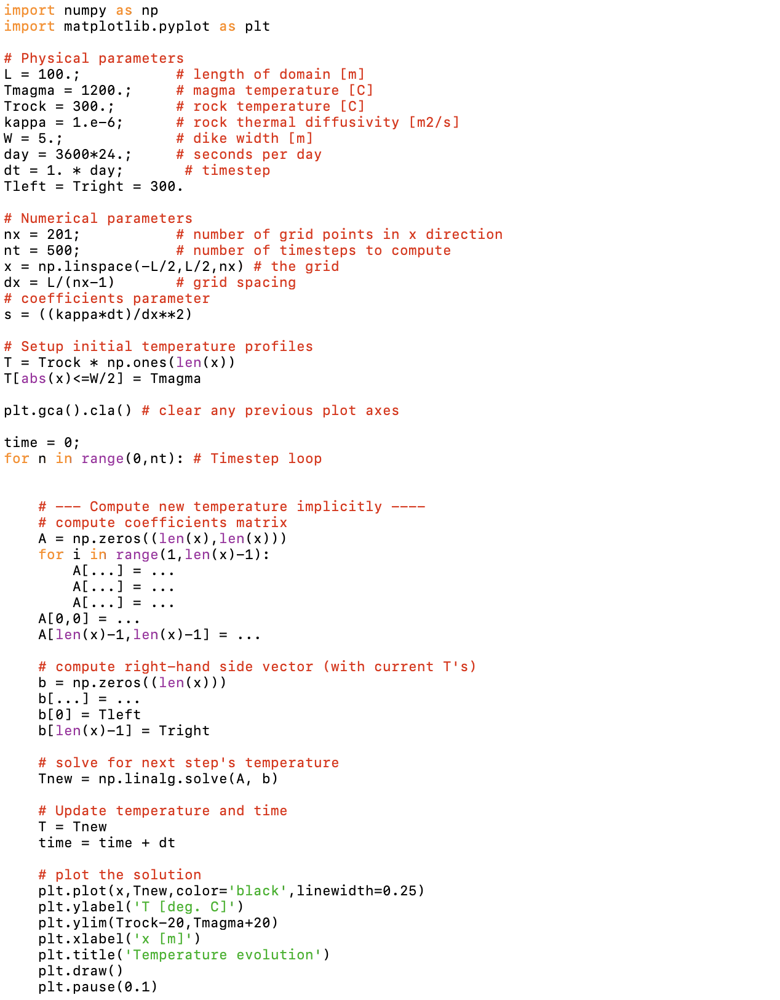 import numpy as np
import matplotlib.pyplot as plt

# Physical parameters
L = 100.;           # length of domain [m]
Tmagma = 1200.;     # magma temperature [C]
Trock = 300.;       # rock temperature [C]
kappa = 1.e-6;      # rock thermal diffusivity [m2/s]
W = 5.;             # dike width [m]
day = 3600*24.;     # seconds per day
dt = 1. * day;       # timestep
Tleft = Tright = 300.

# Numerical parameters
nx = 201;           # number of grid points in x direction
nt = 500;           # number of timesteps to compute
x = np.linspace(-L/2,L/2,nx) # the grid
dx = L/(nx-1)       # grid spacing
# coefficients parameter
s = ((kappa*dt)/dx**2)

# Setup initial temperature profiles
T = Trock * np.ones(len(x))
T[abs(x)<=W/2] = Tmagma

plt.gca().cla() # clear any previous plot axes

time = 0;
for n in range(0,nt): # Timestep loop


    # --- Compute new temperature implicitly ----
    # compute coefficients matrix
    A = np.zeros((len(x),len(x)))
    for i in range(1,len(x)-1):
        A[...] = ...
        A[...] = ...
        A[...] = ...
    A[0,0] = ...
    A[len(x)-1,len(x)-1] = ...

    # compute right-hand side vector (with current T's)
    b = np.zeros((len(x)))
    b[...] = ...
    b[0] = Tleft
    b[len(x)-1] = Tright

    # solve for next step's temperature
    Tnew = np.linalg.solve(A, b)

    # Update temperature and time
    T = Tnew
    time = time + dt

    # plot the solution
    plt.plot(x,Tnew,color='black',linewidth=0.25)
    plt.ylabel('T [deg. C]')
    plt.ylim(Trock-20,Tmagma+20)
    plt.xlabel('x [m]')
    plt.title('Temperature evolution')
    plt.draw()
    plt.pause(0.1)